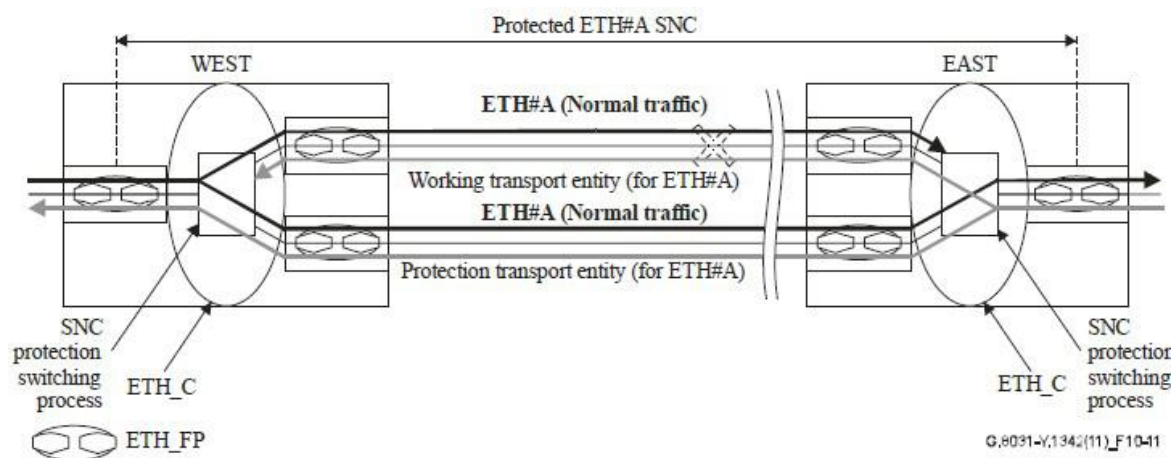 Protected ETH#A SNC
WEST
EAST
ETH#A (Normal traffic)
Working transport entity (for ETH#A)
ETH#A (Normal traffic)
Protection transport entity (for ETH#A)
SNC
protection
switching
process
ETH_C
ETH_C
SNC
protection
switching
process
ETH_FP
G.8031-Y.1342(11)_F10-11